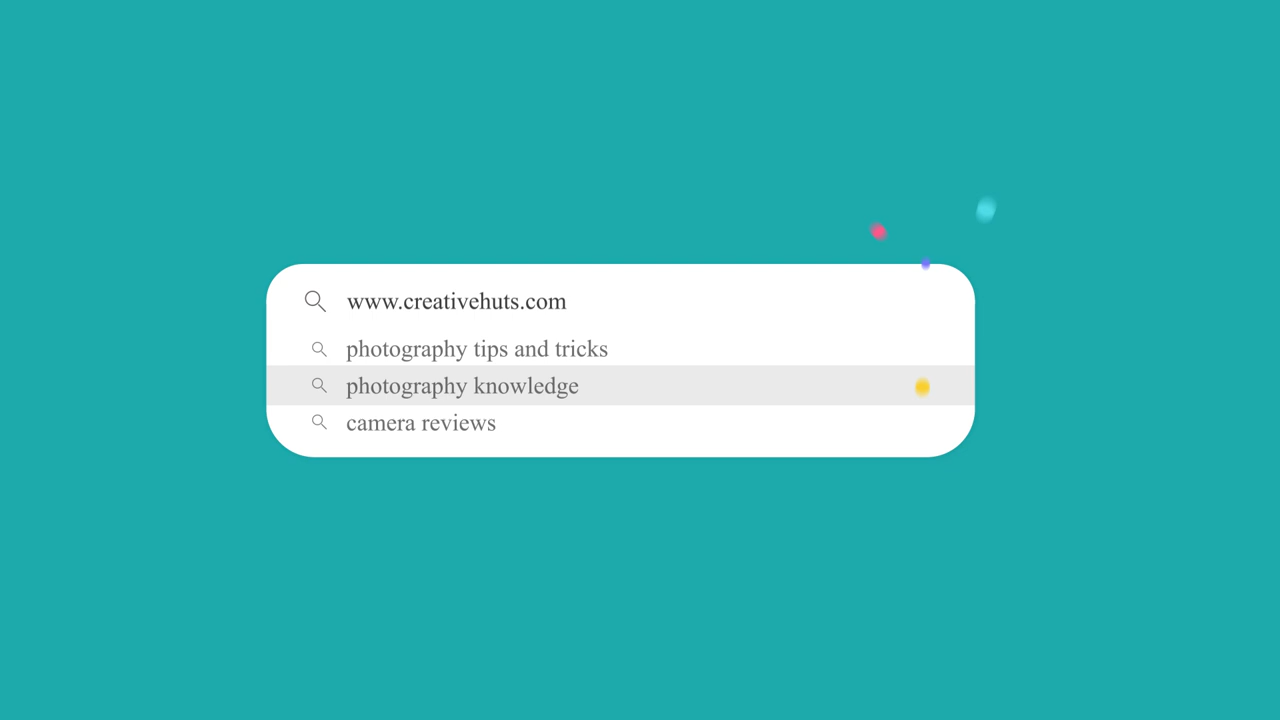 www.creativehuts.com
photography tips and tricks
photography knowledge
camera reviews